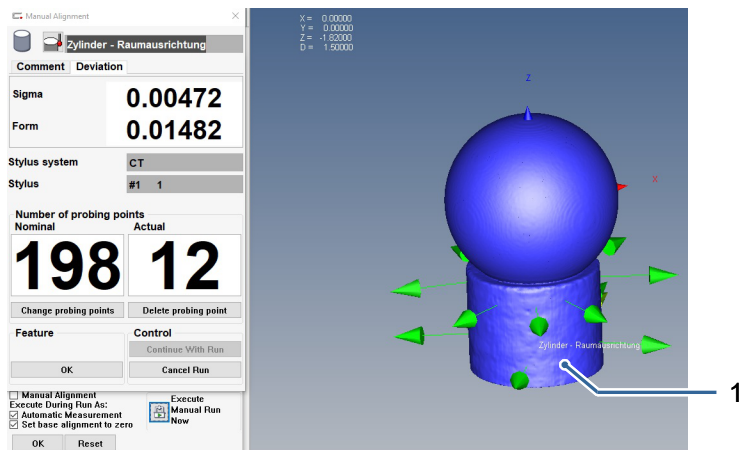 Manual Alignment
Zylinder - Raumausrichtung
Comment Deviation
Sigma 0.00472
Form 0.01482
Stylus system CT
Stylus #1 1
Number of probing points
Nominal Actual
198 12
Change probing points Delete probing point
Feature Control
Continue With Run
OK Cancel Run
Manual Alignment
Execute During Run As:
Automatic Measurement
Set base alignment to zero
Execute
Manual Run
Now
OK Reset
X = 0.00000
Y = 0.00000
Z = -1.82000
D = 1.50000
Z
X
Zylinder - Raumausrichtung
1